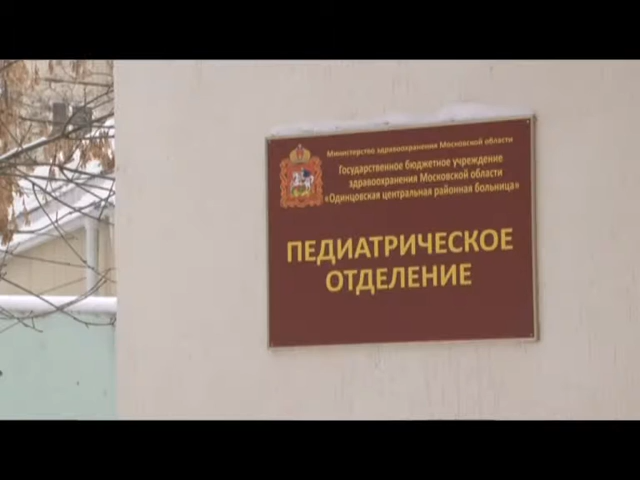 Министерство здравоохранения Московской области
Государственное бюджетное учреждение
здравоохранения Московской области
«Одинцовская центральная районная больница»
ПЕДИАТРИЧЕСКОЕ
ОТДЕЛЕНИЕ